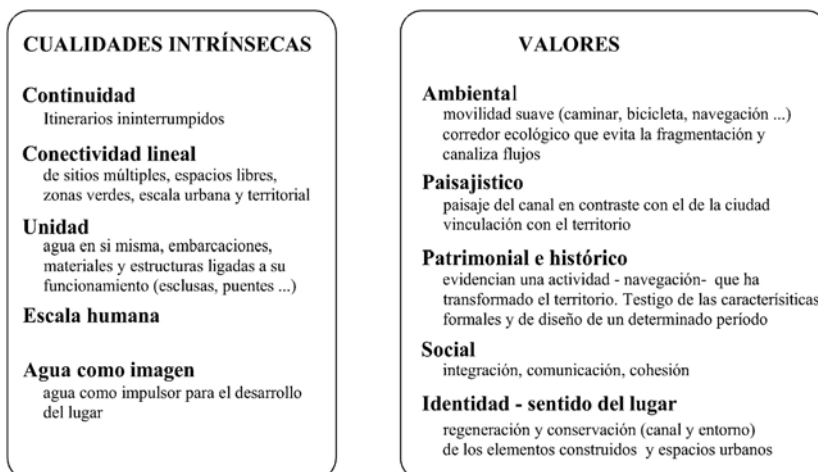 CUALIDADES INTRÍNSECAS
Continuidad
Itinerarios ininterrumpidos
Conectividad lineal
de sitios múltiples, espacios libres,
zonas verdes, escala urbana y territorial
Unidad
agua en si misma, embarcaciones,
materiales y estructuras ligadas a su
funcionamiento (esclusas, puentes ...)
Escala humana
Agua como imagen
agua como impulsor para el desarrollo
del lugar
VALORES
Ambiental
movilidad suave (caminar, bicicleta, navegación ...)
corredor ecológico que evita la fragmentación y
canaliza flujos
Paisajistico
paisaje del canal en contraste con el de la ciudad
vinculación con el territorio
Patrimonial e histórico
evidencian una actividad - navegación- que ha
transformado el territorio. Testigo de las caracterísiticas
formales y de diseño de un determinado período
Social
integración, comunicación, cohesión
Identidad - sentido del lugar
regeneración y conservación (canal y entorno)
de los elementos construidos y espacios urbanos